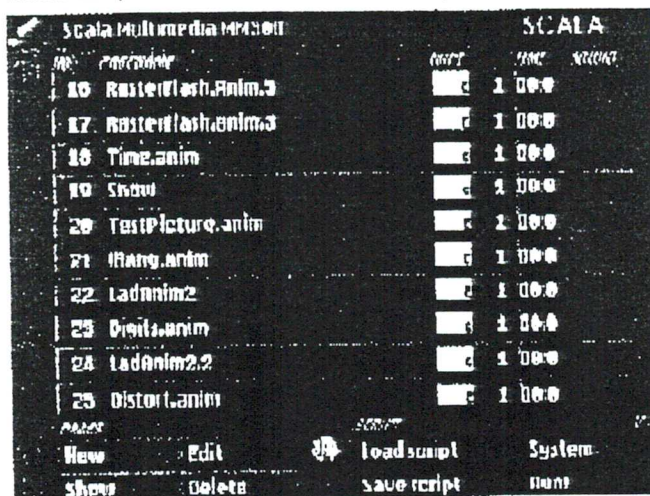 Scala Multimedia MM300 SCALA
16 RasterFlash.Anim.5 1 00:0
17 RasterFlash.anim.3 1 00:0
18 Time.anim 1 00:0
19 Show 1 00:0
20 TestPicture.anim 1 00:0
21 1 00:0
22 LadAnim2 1 00:0
23 Digits.anim 1 00:0
24 LadAnim2.2 1 00:0
25 Distort.anim 1 00:0
New Edit Load script System
Show Delete Save script